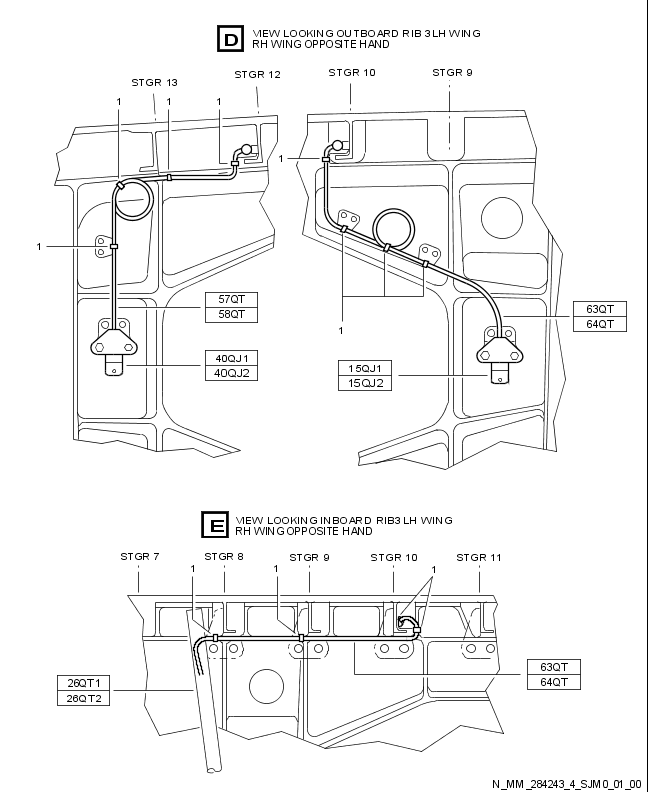 D
VIEW LOOKING OUTBOARD RIB 3 LH WING
RH WING OPPOSITE HAND
STGR 13
STGR 12
STGR 10
STGR 9
1
1
1
1
1
57QT
58QT
63QT
64QT
1
40QJ1
40QJ2
15QJ1
15QJ2
E
VIEW LOOKING INBOARD RIB3 LH WING
RH WING OPPOSITE HAND
STGR 7
STGR 8
STGR 9
STGR 10
STGR 11
1
1
1
26QT1
26QT2
63QT
64QT
N_MM_284243_4_SJM0_01_00